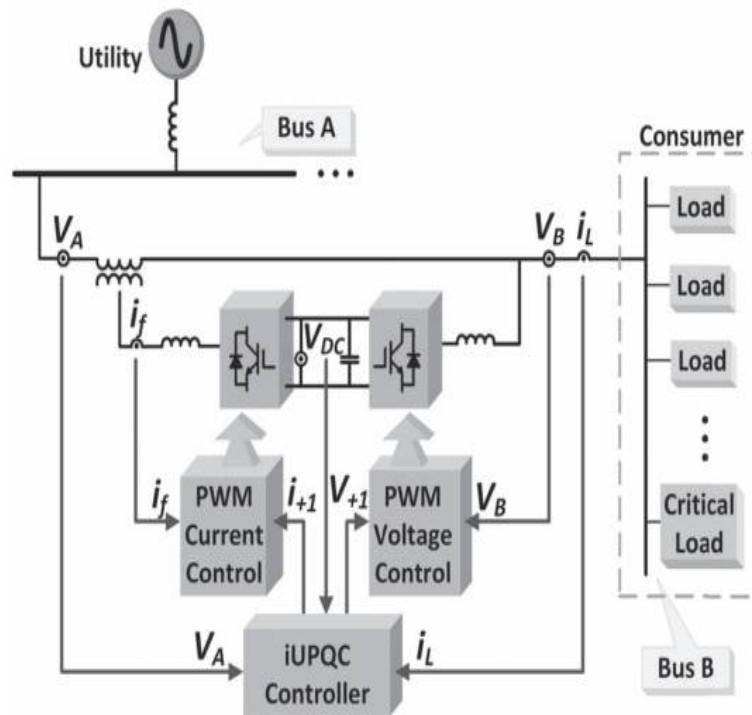 Utility
Bus A
Consumer
V_A
V_B
i_L
Load
Load
Load
i_f
V_DC
PWM
Current
Control
PWM
Voltage
Control
i_f
i_+1
V_+1
V_B
Critical
Load
V_A
iUPQC
Controller
i_L
Bus B